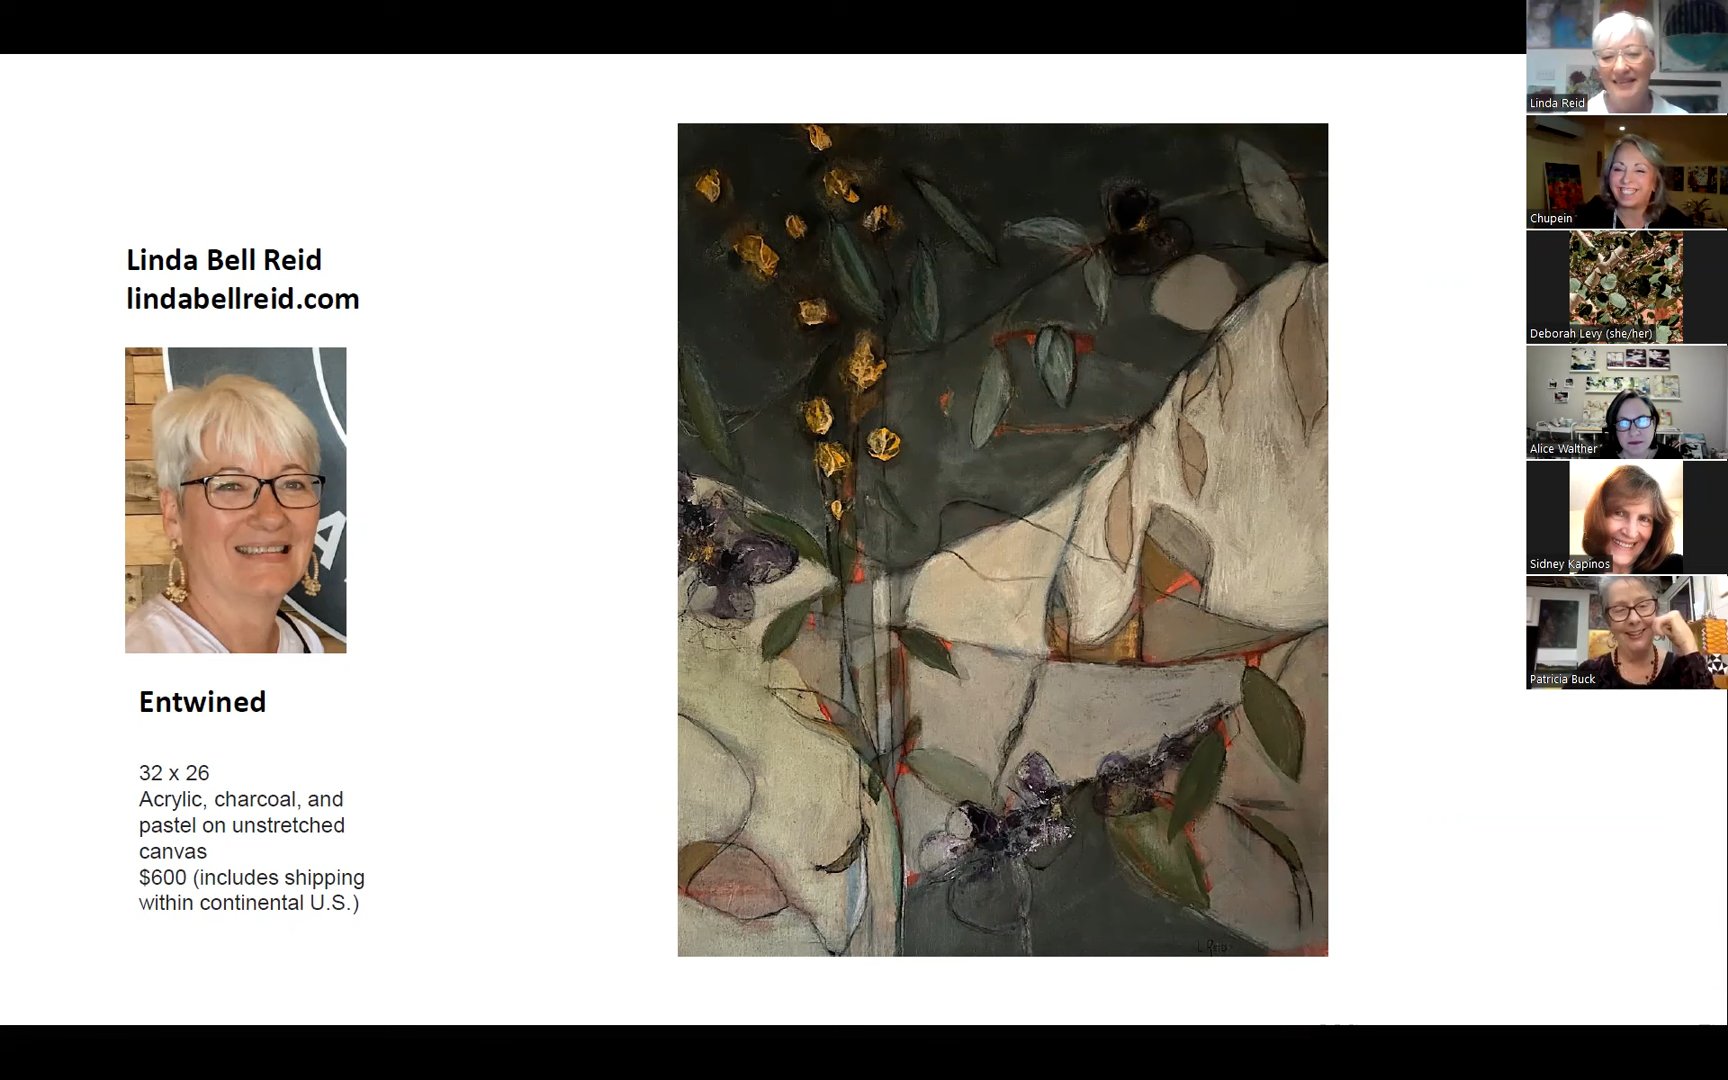 Linda Bell Reid
lindabellreid.com
Entwined
32 x 26
Acrylic, charcoal, and
pastel on unstretched
canvas
$600 (includes shipping
within continental U.S.)
L. Reid
Linda Reid
Chupein
Deborah Levy (she/her)
Alice Walther
Sidney Kapinos
Patricia Buck